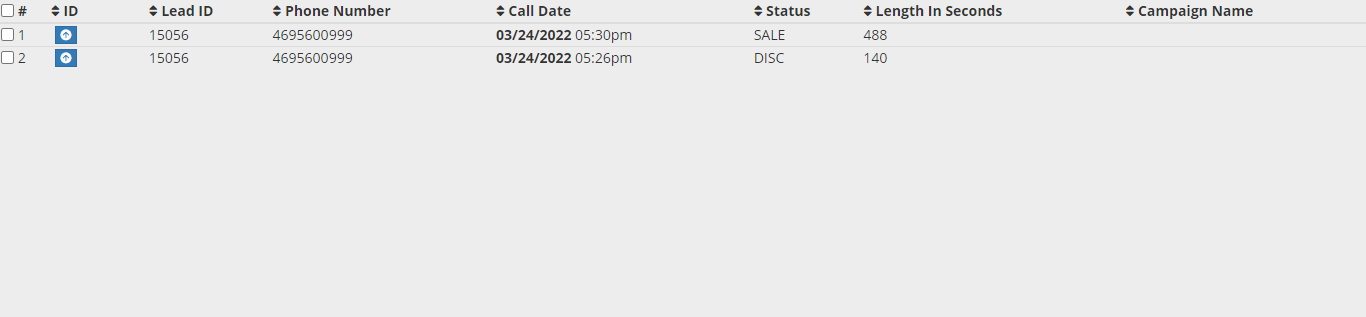 # ID Lead ID Phone Number Call Date Status Length In Seconds Campaign Name
1 15056 4695600999 03/24/2022 05:30pm SALE 488
2 15056 4695600999 03/24/2022 05:26pm DISC 140